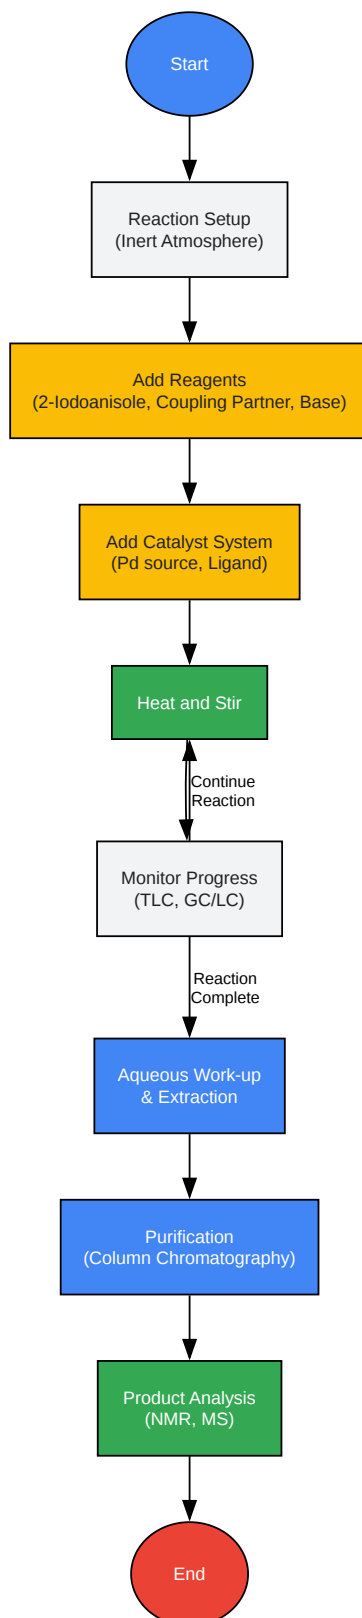 Start
Reaction Setup
(Inert Atmosphere)
Add Reagents
(2-Iodoanisole, Coupling Partner, Base)
Add Catalyst System
(Pd source, Ligand)
Heat and Stir
Continue
Reaction
Monitor Progress
(TLC, GC/LC)
Reaction
Complete
Aqueous Work-up
& Extraction
Purification
(Column Chromatography)
Product Analysis
(NMR, MS)
End